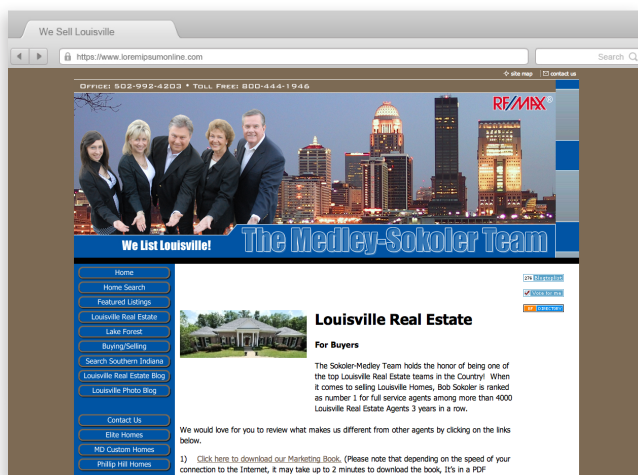 We Sell Louisville
https://www.loremipsumonline.com
Search
site map | contact us
Office: 502-992-4203 * Toll Free: 800-444-1946
RE/MAX®
We List Louisville!
The Medley-Sokoler Team
Home
Home Search
Featured Listings
Louisville Real Estate
Lake Forest
Buying/Selling
Search Southern Indiana
Louisville Real Estate Blog
Louisville Photo Blog
Contact Us
Elite Homes
MD Custom Homes
Phillip Hill Homes
Vote for me
DIRECTORY
Louisville Real Estate
For Buyers
The Sokoler-Medley Team holds the honor of being one of
the top Louisville Real Estate teams in the Country! When
it comes to selling Louisville Homes, Bob Sokoler is ranked
as number 1 for full service agents among more than 4000
Louisville Real Estate Agents 3 years in a row.
We would love for you to review what makes us different from other agents by clicking on the links
below.
1) Click here to download our Marketing Book. (Please note that depending on the speed of your
connection to the Internet, it may take up to 2 minutes to download the book, It's in a PDF